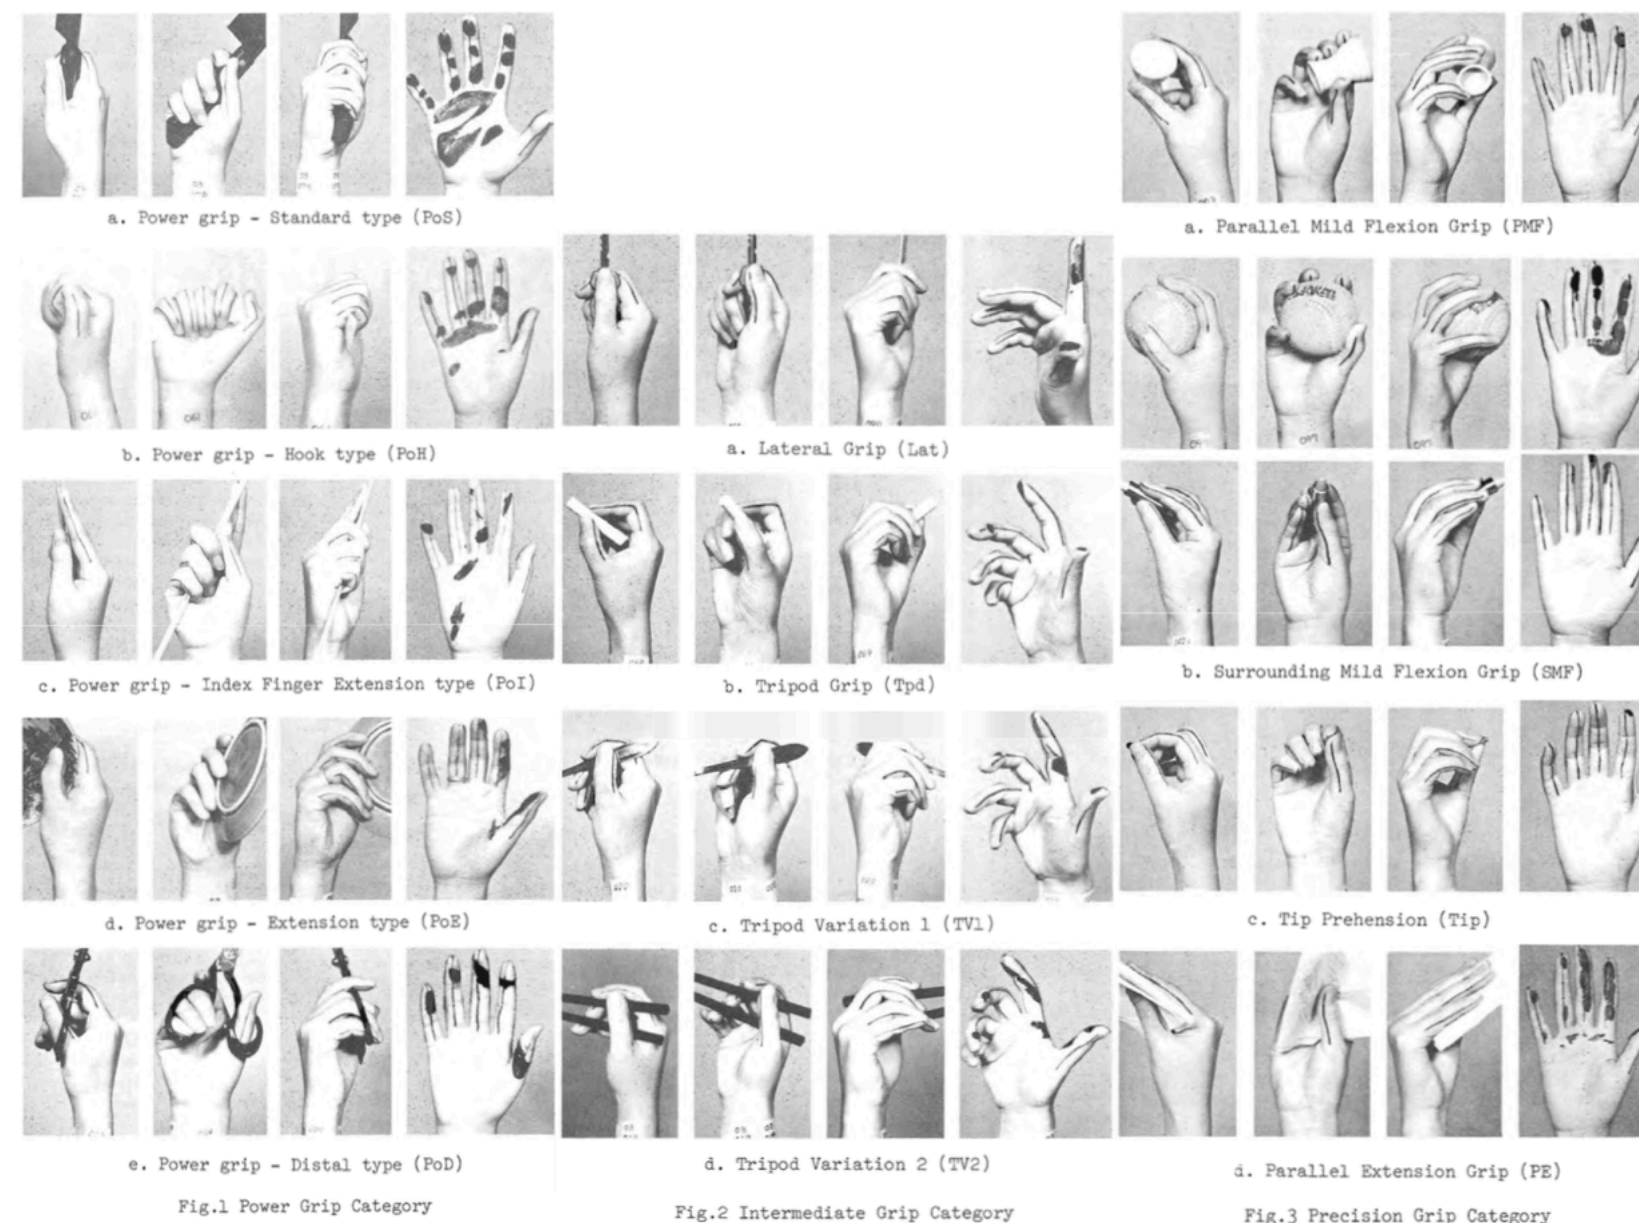 a. Power grip - Standard type (PoS)
b. Power grip - Hook type (PoH)
c. Power grip - Index Finger Extension type (PoI)
d. Power grip - Extension type (PoE)
e. Power grip - Distal type (PoD)
Fig.1 Power Grip Category
a. Lateral Grip (Lat)
b. Tripod Grip (Tpd)
c. Tripod Variation 1 (TV1)
d. Tripod Variation 2 (TV2)
Fig.2 Intermediate Grip Category
a. Parallel Mild Flexion Grip (PMF)
b. Surrounding Mild Flexion Grip (SMF)
c. Tip Prehension (Tip)
d. Parallel Extension Grip (PE)
Fig.3 Precision Grip Category